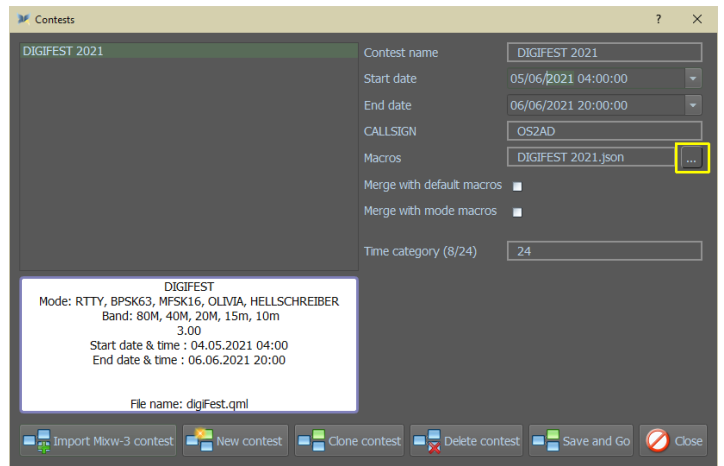 Contests
? ×
DIGIFEST 2021
Contest name DIGIFEST 2021
Start date 05/06/2021 04:00:00
End date 06/06/2021 20:00:00
CALLSIGN OS2AD
Macros DIGIFEST 2021.json ...
Merge with default macros
Merge with mode macros
Time category (8/24) 24
DIGIFEST
Mode: RTTY, BPSK63, MFSK16, OLIVIA, HELLSCHREIBER
Band: 80M, 40M, 20M, 15m, 10m
3.00
Start date & time : 04.05.2021 04:00
End date & time : 06.06.2021 20:00
File name: digiFest.qml
Import Mixw-3 contest New contest Clone contest Delete contest Save and Go Close